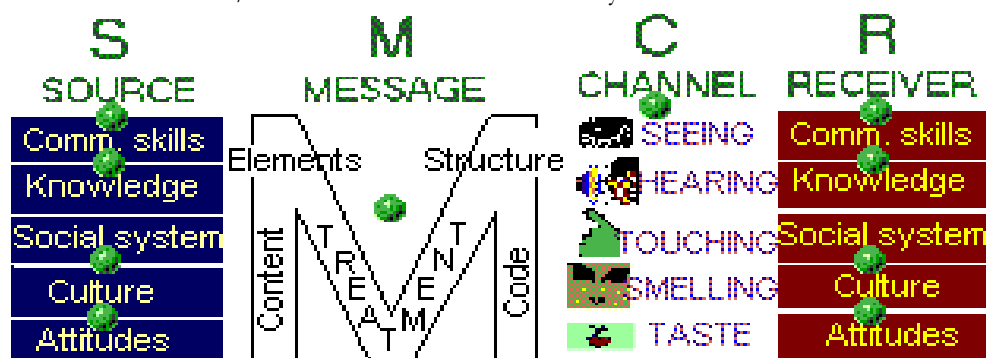 S M C R
SOURCE MESSAGE CHANNEL RECEIVER
Comm. skills
Knowledge
Social system
Culture
Attitudes
Elements
Structure
Content
TREATMENT
Code
SEEING
HEARING
TOUCHING
SMELLING
TASTE
Comm. skills
Knowledge
Social system
Culture
Attitudes